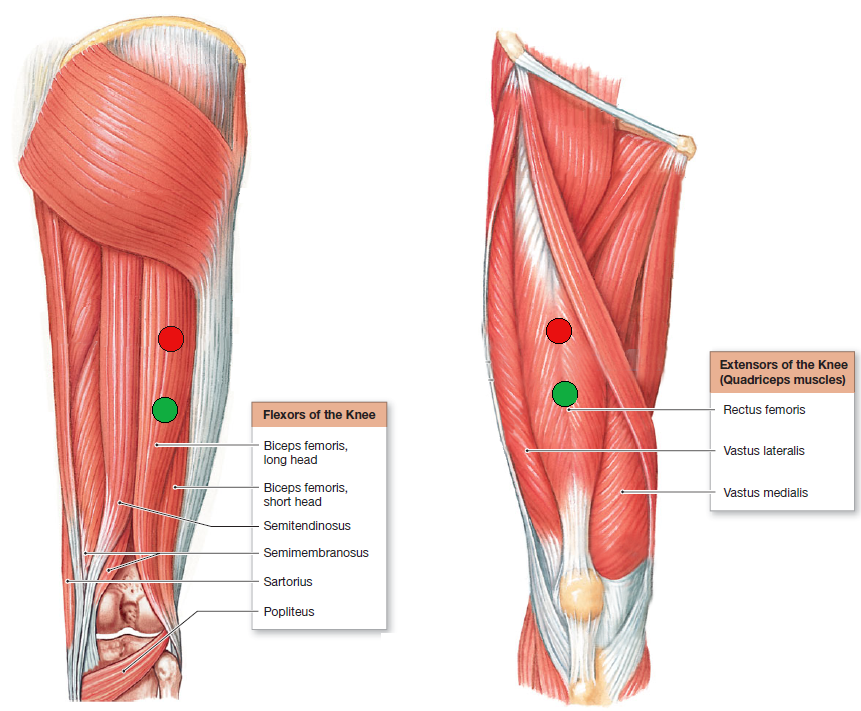 Flexors of the Knee
Biceps femoris,
long head
Biceps femoris,
short head
Semitendinosus
Semimembranosus
Sartorius
Popliteus
Extensors of the Knee
(Quadriceps muscles)
Rectus femoris
Vastus lateralis
Vastus medialis